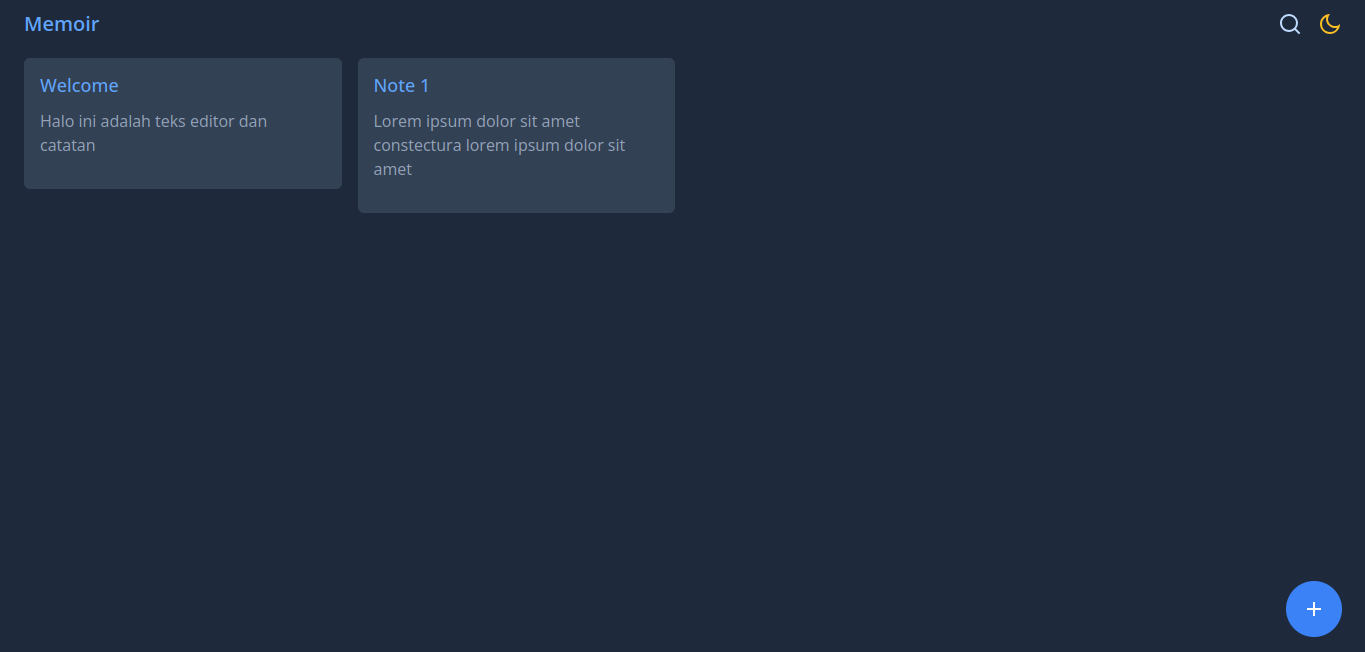 Memoir
Welcome
Halo ini adalah teks editor dan
catatan
Note 1
Lorem ipsum dolor sit amet
constectura lorem ipsum dolor sit
amet